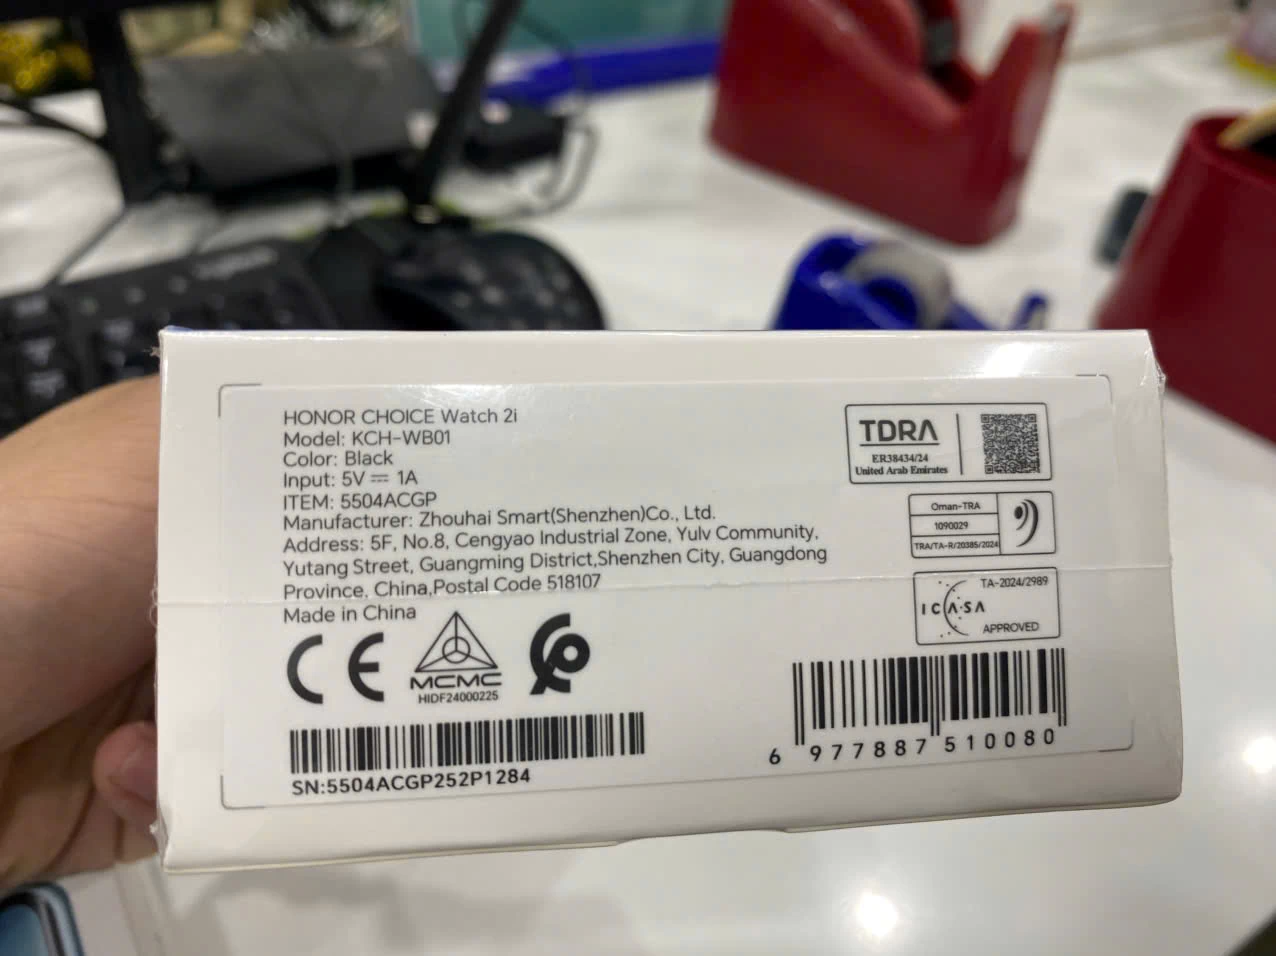 HONOR CHOICE Watch 2i
Model: KCH-WB01
Color: Black
Input: 5V ⎓ 1A
ITEM: 5504ACGP
Manufacturer: Zhouhai Smart(Shenzhen)Co., Ltd.
Address: 5F, No.8, Cengyao Industrial Zone, Yulv Community,
Yutang Street, Guangming District,Shenzhen City, Guangdong
Province, China,Postal Code 518107
Made in China
CE
MCMC
HIDF24000225
SN:5504ACGP252P1284
TDRA
ER38434/24
United Arab Emirates
Oman-TRA
1090029
TRA/TA-R/20385/2024
TA-2024/2989
ICASA
APPROVED
6 977887 510080